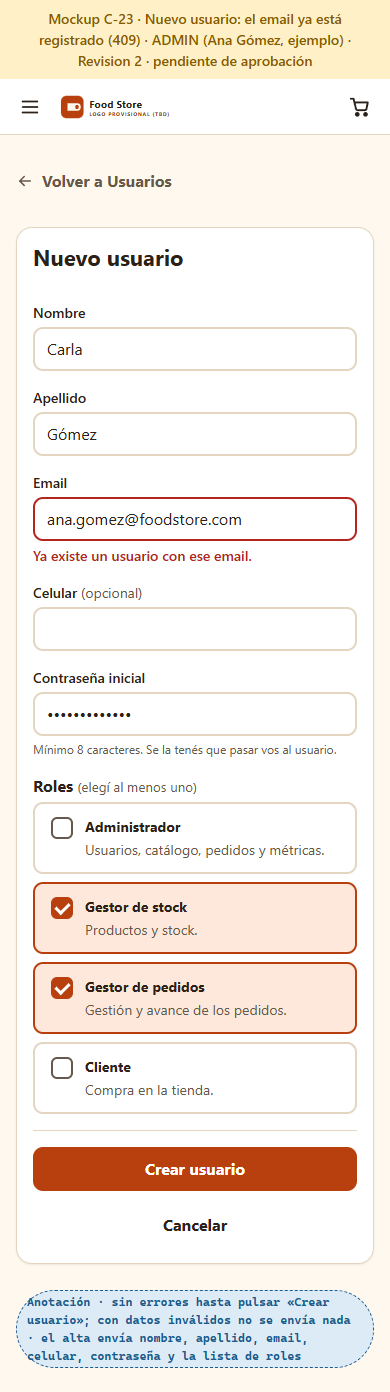 Mockup C-23 · Nuevo usuario: el email ya está
registrado (409) · ADMIN (Ana Gómez, ejemplo) ·
Revision 2 · pendiente de aprobación
Food Store
LOGO PROVISIONAL (TBD)
← Volver a Usuarios
Nuevo usuario
Nombre
Carla
Apellido
Gómez
Email
ana.gomez@foodstore.com
Ya existe un usuario con ese email.
Celular (opcional)
Contraseña inicial
•••••••••••••
Mínimo 8 caracteres. Se la tenés que pasar vos al usuario.
Roles (elegí al menos uno)
Administrador
Usuarios, catálogo, pedidos y métricas.
Gestor de stock
Productos y stock.
Gestor de pedidos
Gestión y avance de los pedidos.
Cliente
Compra en la tienda.
Crear usuario
Cancelar
Anotación · sin errores hasta pulsar «Crear
usuario»; con datos inválidos no se envía nada
· el alta envía nombre, apellido, email,
celular, contraseña y la lista de roles